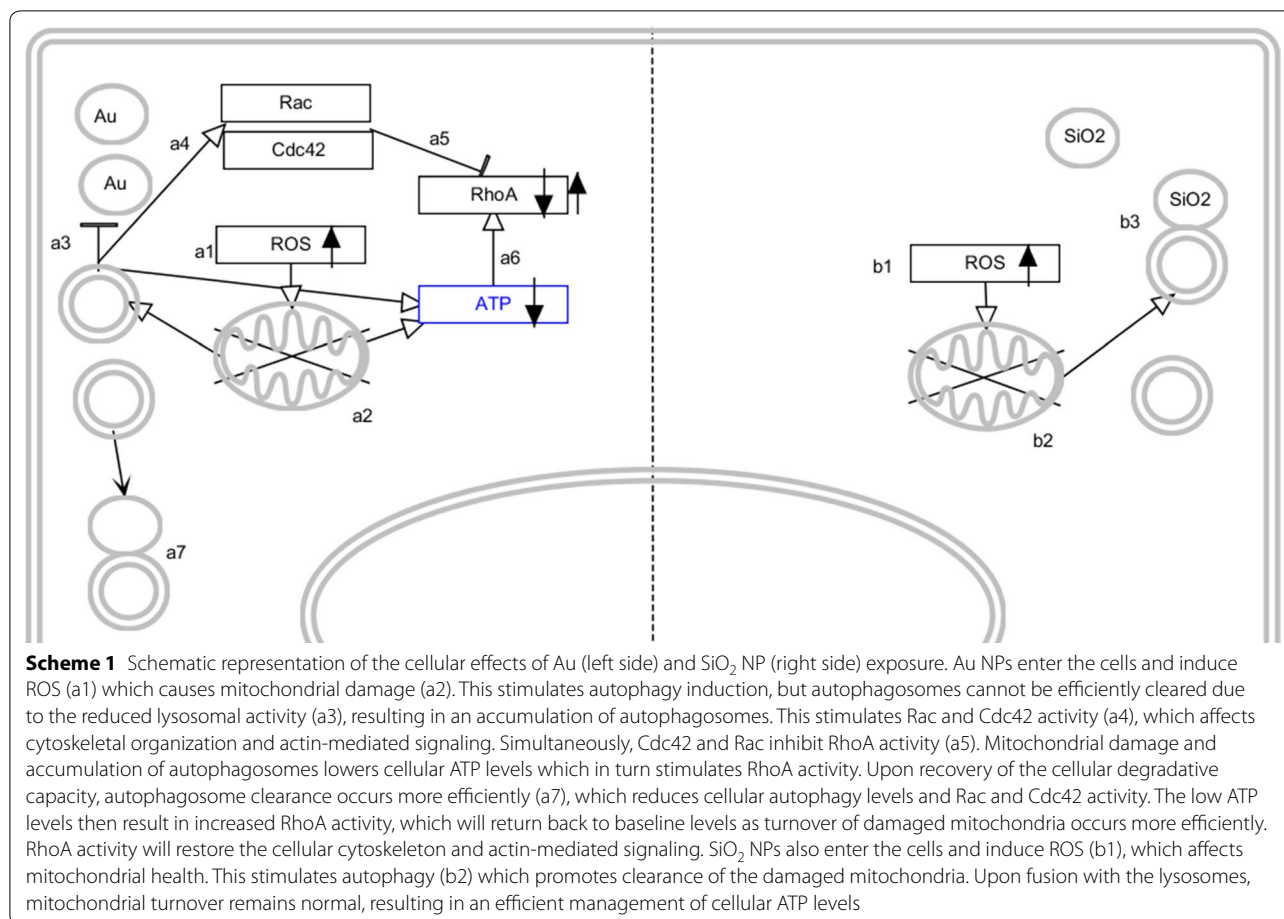 Au
Rac
a4
a5
Cdc42
SiO2
Au
RhoA
SiO2
a3
a1
ROS
a6
b3
b1
ROS
ATP
a2
b2
a7
Scheme 1 Schematic representation of the cellular effects of Au (left side) and SiO₂ NP (right side) exposure. Au NPs enter the cells and induce
ROS (a1) which causes mitochondrial damage (a2). This stimulates autophagy induction, but autophagosomes cannot be efficiently cleared due
to the reduced lysosomal activity (a3), resulting in an accumulation of autophagosomes. This stimulates Rac and Cdc42 activity (a4), which affects
cytoskeletal organization and actin-mediated signaling. Simultaneously, Cdc42 and Rac inhibit RhoA activity (a5). Mitochondrial damage and
accumulation of autophagosomes lowers cellular ATP levels which in turn stimulates RhoA activity. Upon recovery of the cellular degradative
capacity, autophagosome clearance occurs more efficiently (a7), which reduces cellular autophagy levels and Rac and Cdc42 activity. The low ATP
levels then result in increased RhoA activity, which will return back to baseline levels as turnover of damaged mitochondria occurs more efficiently.
RhoA activity will restore the cellular cytoskeleton and actin-mediated signaling. SiO₂ NPs also enter the cells and induce ROS (b1), which affects
mitochondrial health. This stimulates autophagy (b2) which promotes clearance of the damaged mitochondria. Upon fusion with the lysosomes,
mitochondrial turnover remains normal, resulting in an efficient management of cellular ATP levels